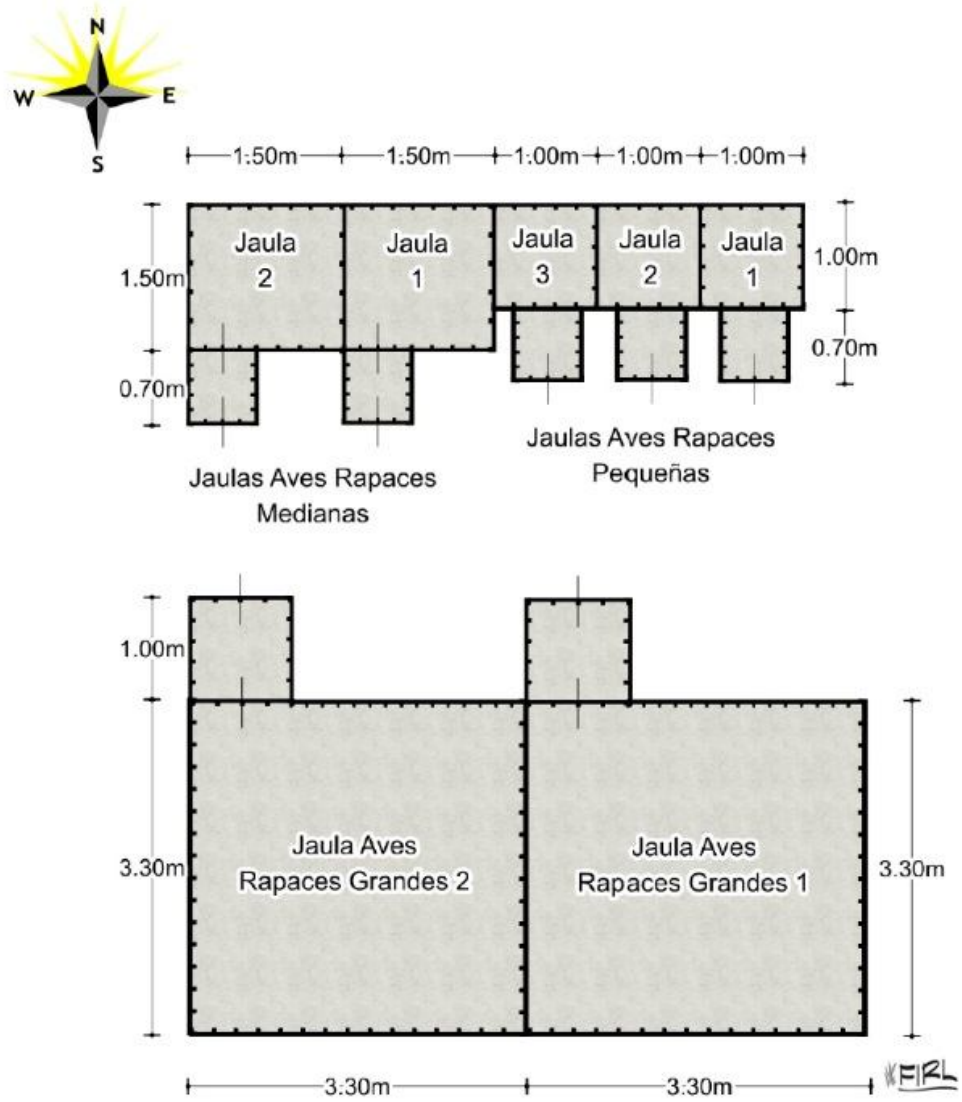 N
W E
S
1.50m 1.50m 1.00m 1.00m 1.00m
Jaula
2
Jaula
1
Jaula
3
Jaula
2
Jaula
1
1.50m
1.00m
0.70m
0.70m
Jaulas Aves Rapaces
Medianas
Jaulas Aves Rapaces
Pequeñas
1.00m
3.30m
Jaula Aves
Rapaces Grandes 2
Jaula Aves
Rapaces Grandes 1
3.30m
3.30m 3.30m
FIRL